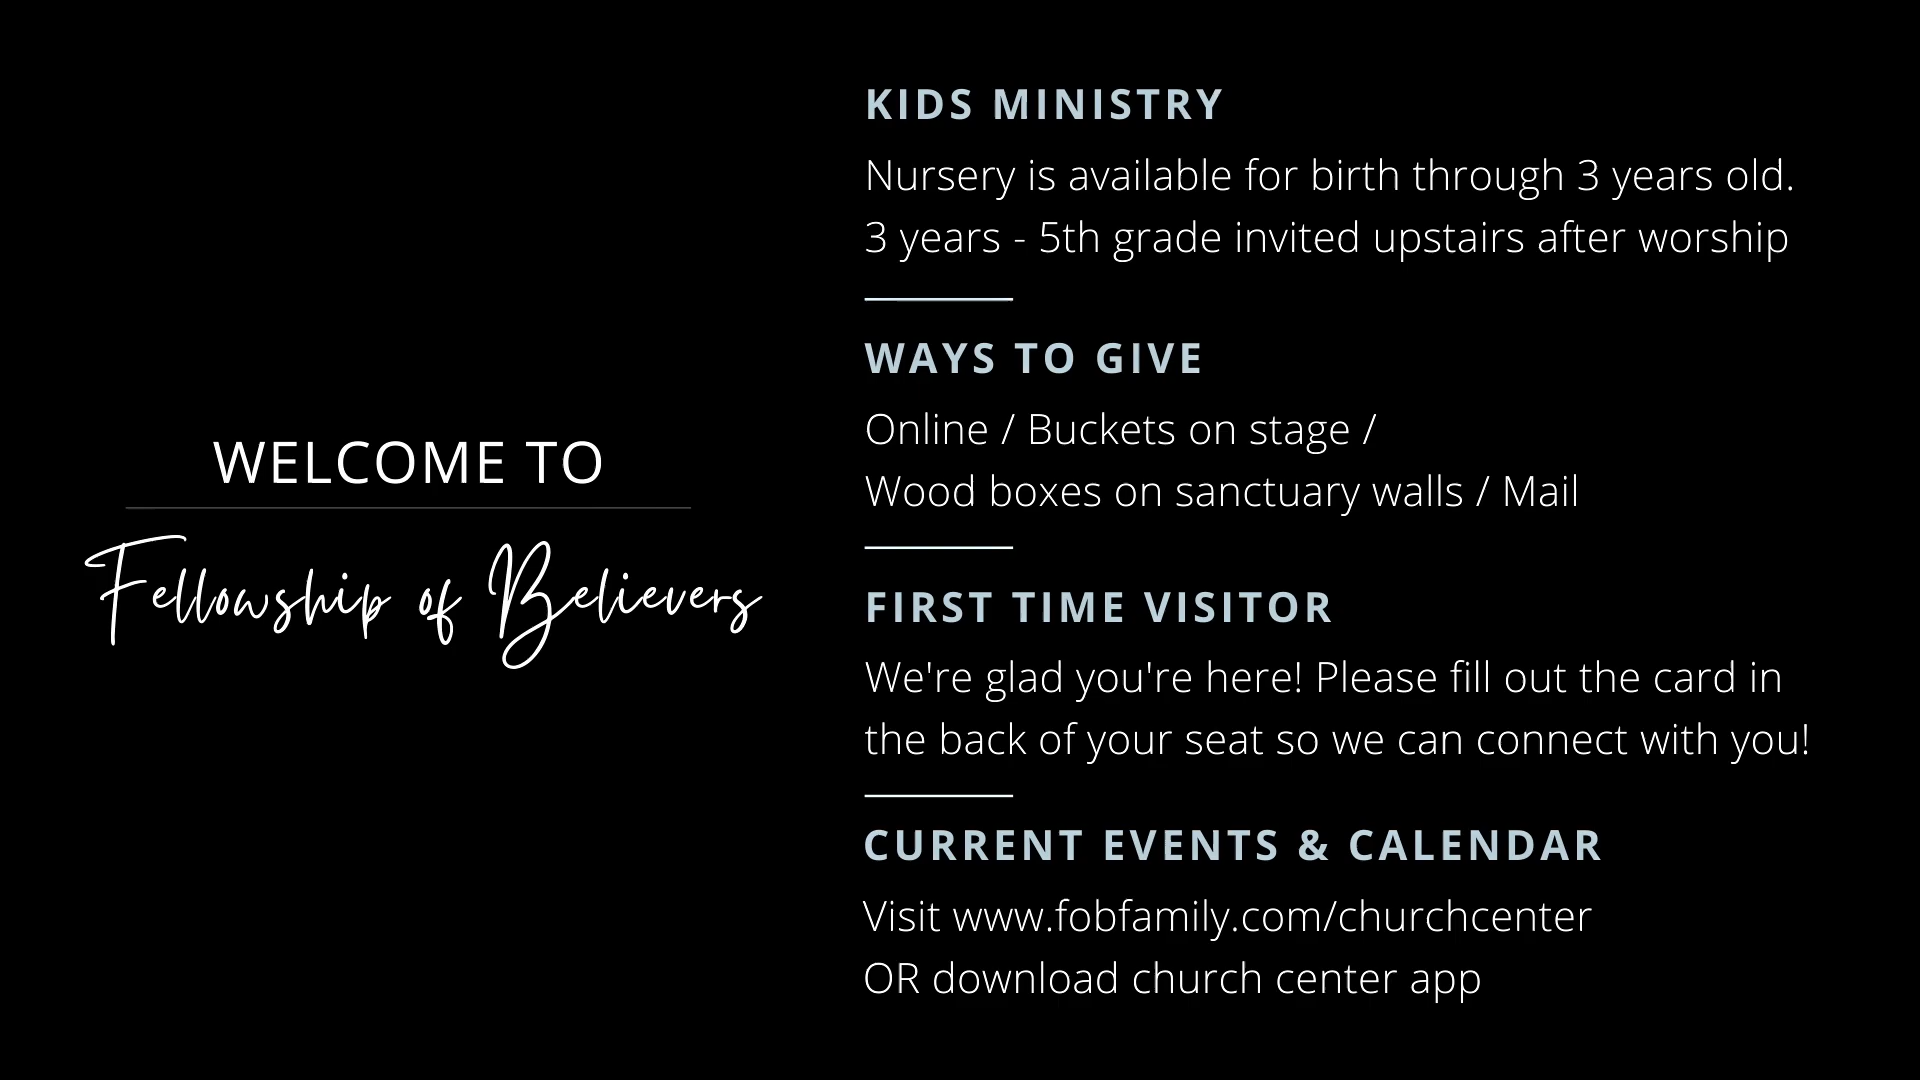 WELCOME TO
Fellowship of Believers
KIDS MINISTRY
Nursery is available for birth through 3 years old.
3 years - 5th grade invited upstairs after worship
WAYS TO GIVE
Online / Buckets on stage /
Wood boxes on sanctuary walls / Mail
FIRST TIME VISITOR
We're glad you're here! Please fill out the card in
the back of your seat so we can connect with you!
CURRENT EVENTS & CALENDAR
Visit www.fobfamily.com/churchcenter
OR download church center app